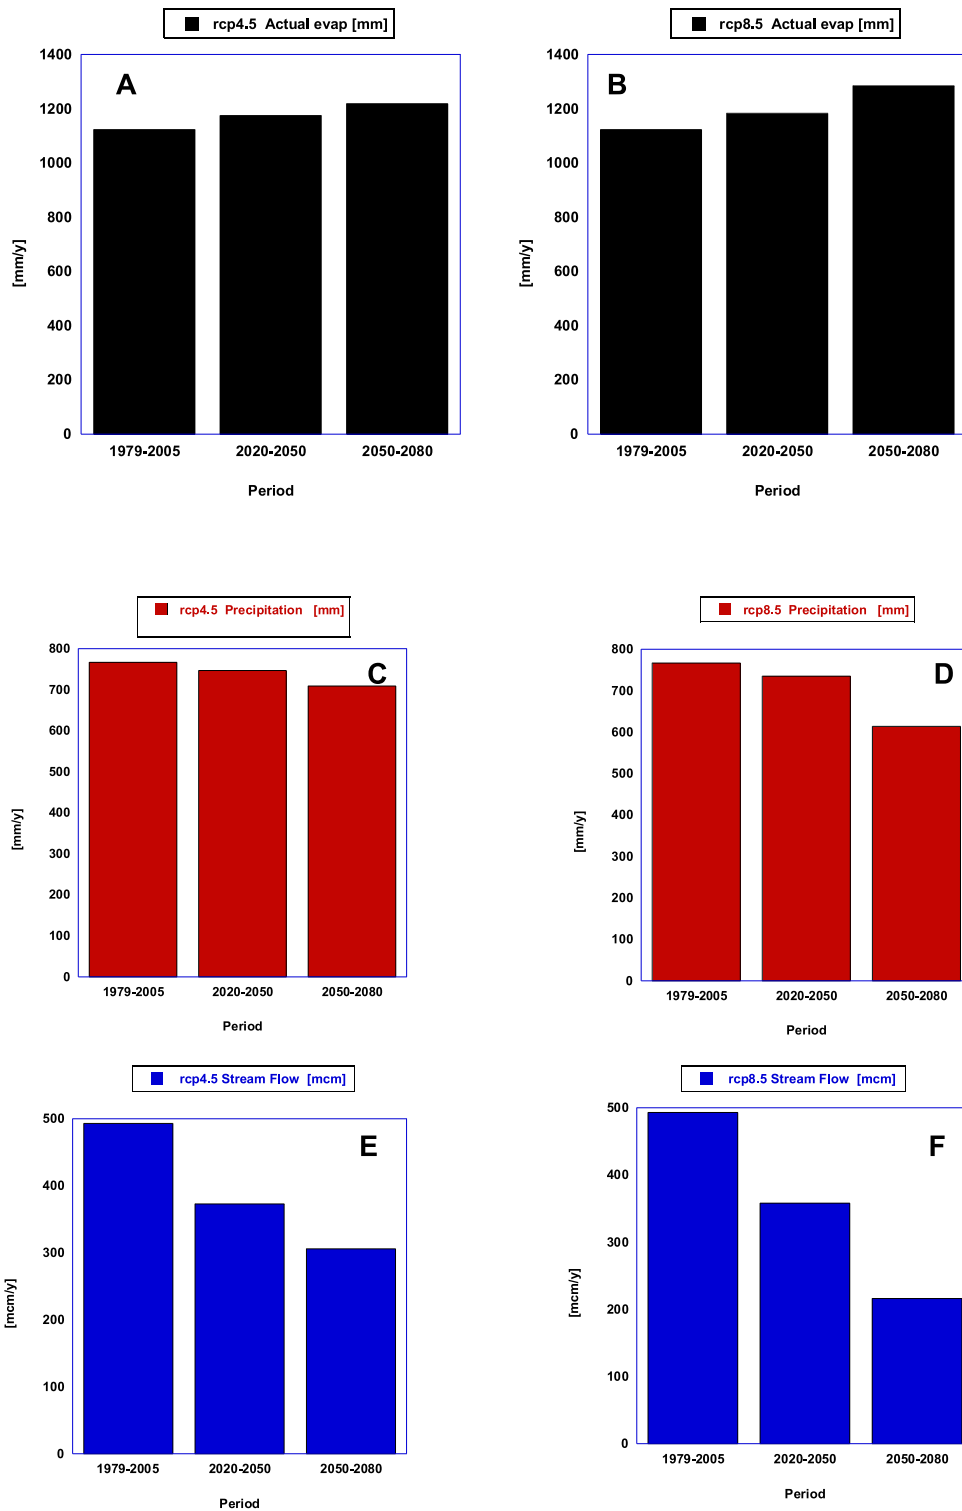 rcp4.5 Actual evap [mm]
A
1400
1200
1000
800
600
400
200
0
[mm/y]
1979-2005 2020-2050 2050-2080
Period
rcp8.5 Actual evap [mm]
B
1400
1200
1000
800
600
400
200
0
[mm/y]
1979-2005 2020-2050 2050-2080
Period
rcp4.5 Precipitation [mm]
C
800
700
600
500
400
300
200
100
0
[mm/y]
1979-2005 2020-2050 2050-2080
Period
rcp8.5 Precipitation [mm]
D
800
700
600
500
400
300
200
100
0
[mm/y]
1979-2005 2020-2050 2050-2080
Period
rcp4.5 Stream Flow [mcm]
E
500
400
300
200
100
0
[mcm/y]
1979-2005 2020-2050 2050-2080
Period
rcp8.5 Stream Flow [mcm]
F
500
400
300
200
100
0
[mcm/y]
1979-2005 2020-2050 2050-2080
Period